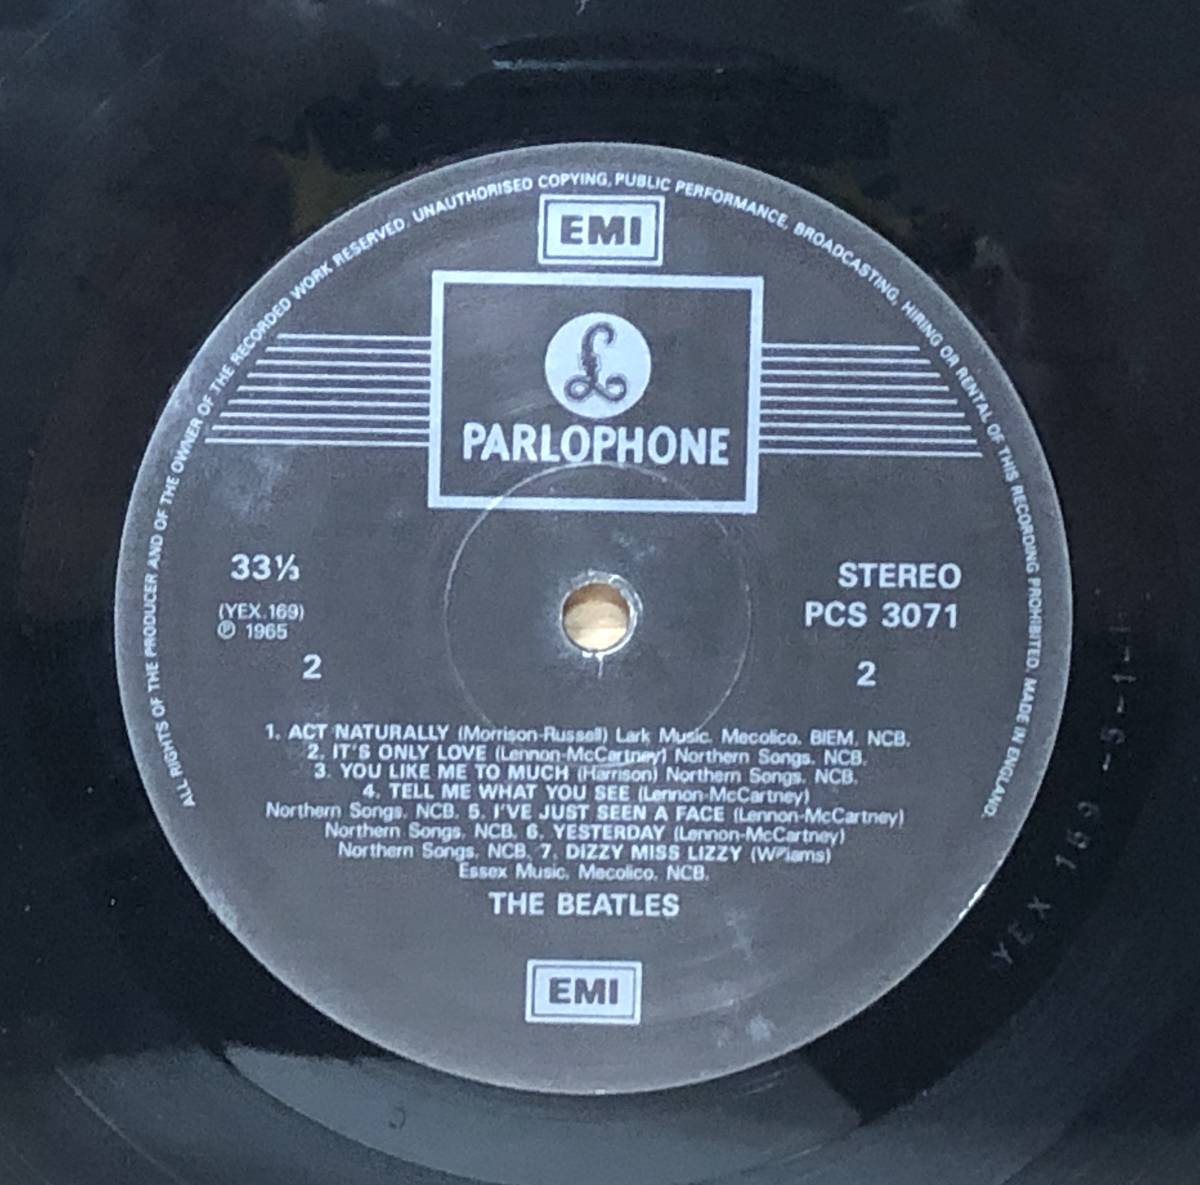 ALL RIGHTS OF THE PRODUCER AND OF THE OWNER OF THE RECORDED WORK RESERVED. UNAUTHORISED COPYING, PUBLIC PERFORMANCE, BROADCASTING, HIRING OR RENTAL OF THIS RECORDING PROHIBITED. MADE IN ENGLAND.
EMI
£
PARLOPHONE
33⅓
(YEX.169)
℗ 1965
2
STEREO
PCS 3071
2
1. ACT NATURALLY (Morrison-Russell) Lark Music. Mecolico. BIEM. NCB.
2. IT'S ONLY LOVE (Lennon-McCartney) Northern Songs. NCB.
3. YOU LIKE ME TO MUCH (Harrison) Northern Songs. NCB.
4. TELL ME WHAT YOU SEE (Lennon-McCartney)
Northern Songs. NCB. 5. I'VE JUST SEEN A FACE (Lennon-McCartney)
Northern Songs. NCB. 6. YESTERDAY (Lennon-McCartney)
Northern Songs. NCB. 7. DIZZY MISS LIZZY (Williams)
Essex Music. Mecolico. NCB.
THE BEATLES
EMI
YEX 169 -5-1-1